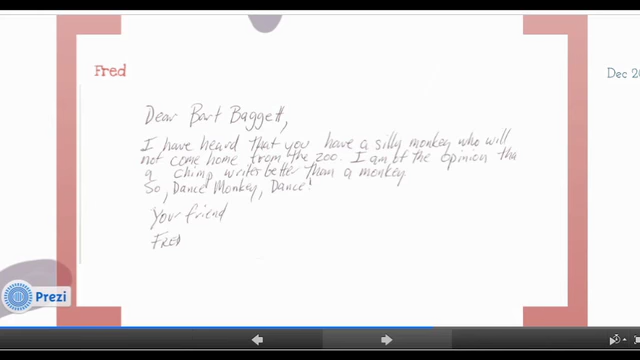 Fred
Dec 20
Dear Bart Baggett,
I have heard that you have a silly monkey who will
not come home from the zoo. I am of the opinion tha
a chimp writes better than a monkey
So, Dance Monkey, Dance!
Your friend
FRED
Prezi